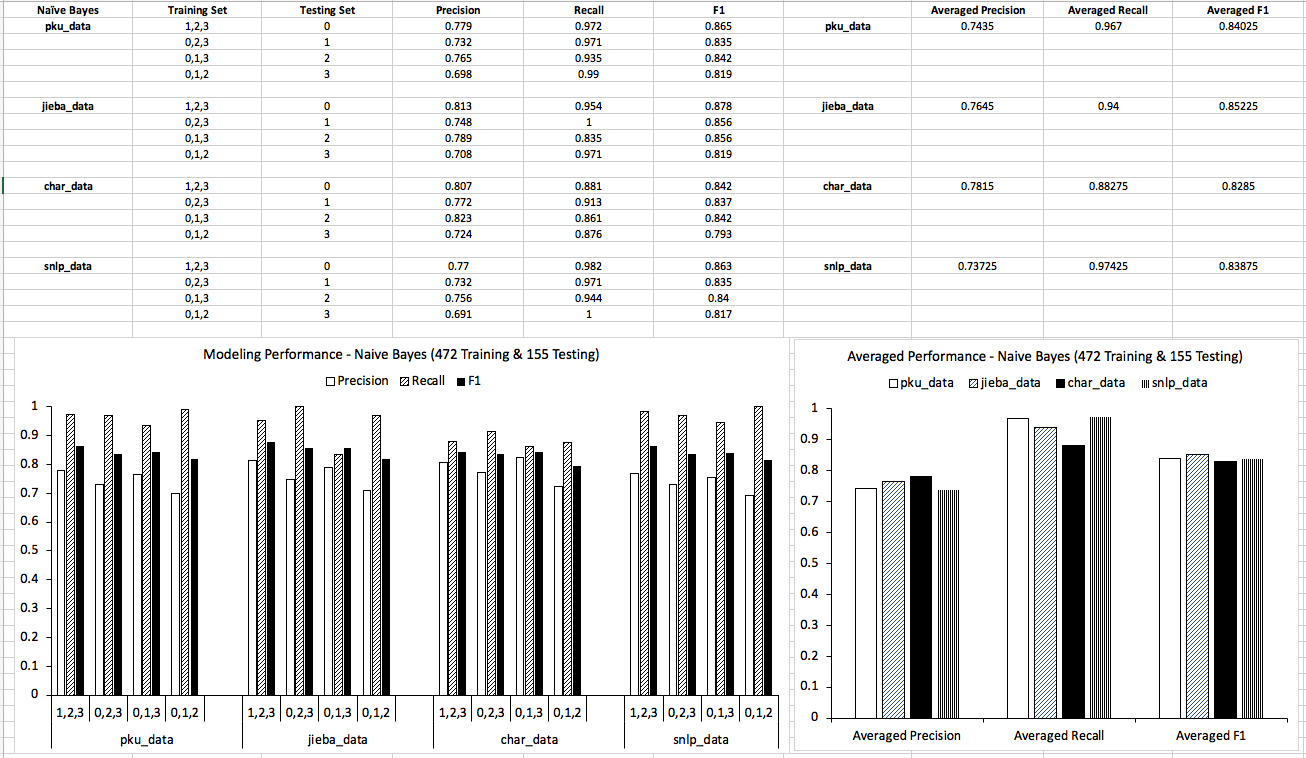 Naïve Bayes Training Set Testing Set Precision Recall F1 Averaged Precision Averaged Recall Averaged F1
pku_data 1,2,3 0 0.779 0.972 0.865 pku_data 0.7435 0.967 0.84025
0,2,3 1 0.732 0.971 0.835
0,1,3 2 0.765 0.935 0.842
0,1,2 3 0.698 0.99 0.819
jieba_data 1,2,3 0 0.813 0.954 0.878 jieba_data 0.7645 0.94 0.85225
0,2,3 1 0.748 1 0.856
0,1,3 2 0.789 0.835 0.856
0,1,2 3 0.708 0.971 0.819
char_data 1,2,3 0 0.807 0.881 0.842 char_data 0.7815 0.88275 0.8285
0,2,3 1 0.772 0.913 0.837
0,1,3 2 0.823 0.861 0.842
0,1,2 3 0.724 0.876 0.793
snlp_data 1,2,3 0 0.77 0.982 0.863 snlp_data 0.73725 0.97425 0.83875
0,2,3 1 0.732 0.971 0.835
0,1,3 2 0.756 0.944 0.84
0,1,2 3 0.691 1 0.817
Modeling Performance - Naive Bayes (472 Training & 155 Testing)
Precision Recall F1
1
0.9
0.8
0.7
0.6
0.5
0.4
0.3
0.2
0.1
0
1,2,3 0,2,3 0,1,3 0,1,2 1,2,3 0,2,3 0,1,3 0,1,2 1,2,3 0,2,3 0,1,3 0,1,2 1,2,3 0,2,3 0,1,3 0,1,2
pku_data jieba_data char_data snlp_data
Averaged Performance - Naive Bayes (472 Training & 155 Testing)
pku_data jieba_data char_data snlp_data
1
0.9
0.8
0.7
0.6
0.5
0.4
0.3
0.2
0.1
0
Averaged Precision Averaged Recall Averaged F1